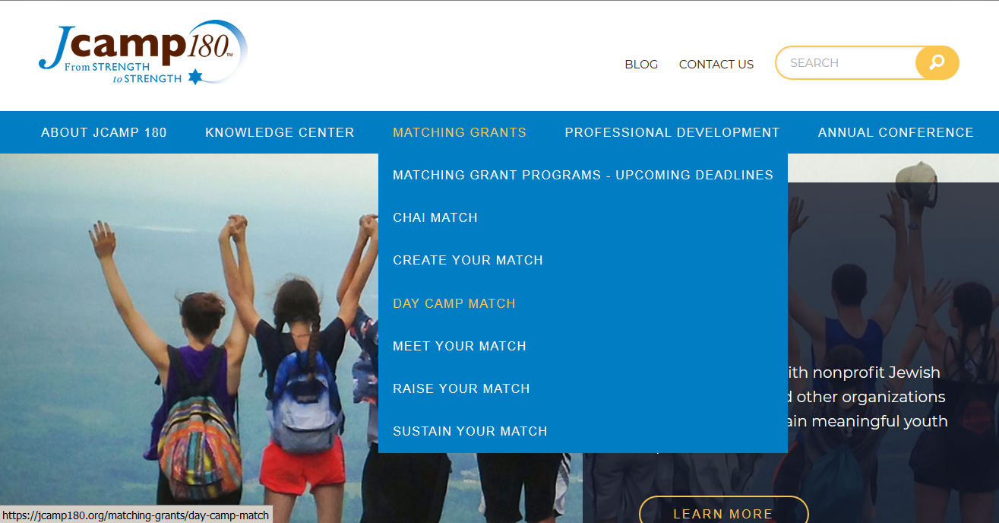 Jcamp180™
From STRENGTH
to STRENGTH
BLOG
CONTACT US
SEARCH
ABOUT JCAMP 180
KNOWLEDGE CENTER
MATCHING GRANTS
PROFESSIONAL DEVELOPMENT
ANNUAL CONFERENCE
MATCHING GRANT PROGRAMS - UPCOMING DEADLINES
CHAI MATCH
CREATE YOUR MATCH
DAY CAMP MATCH
MEET YOUR MATCH
RAISE YOUR MATCH
SUSTAIN YOUR MATCH
nonprofit Jewish
other organizations
meaningful youth
LEARN MORE
https://jcamp180.org/matching-grants/day-camp-match